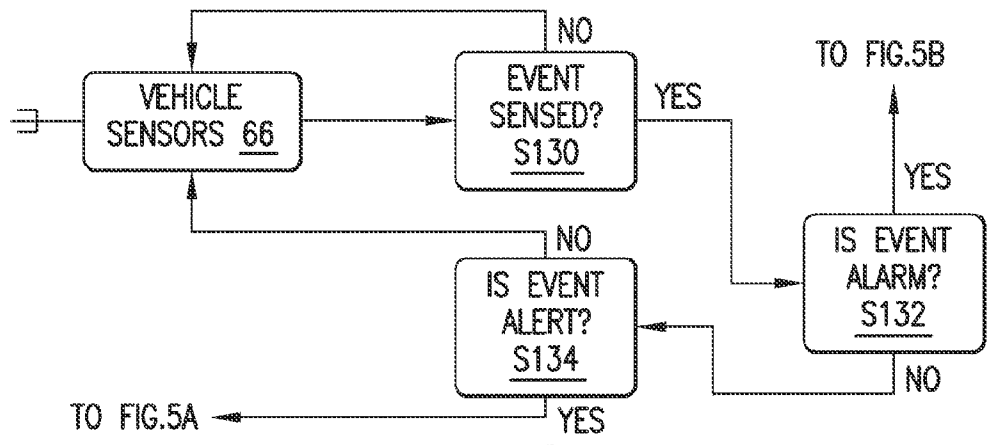 NO
VEHICLE
SENSORS 66
EVENT
SENSED?
S130
YES
TO FIG.5B
YES
IS EVENT
ALARM?
S132
NO
NO
IS EVENT
ALERT?
S134
YES
TO FIG.5A